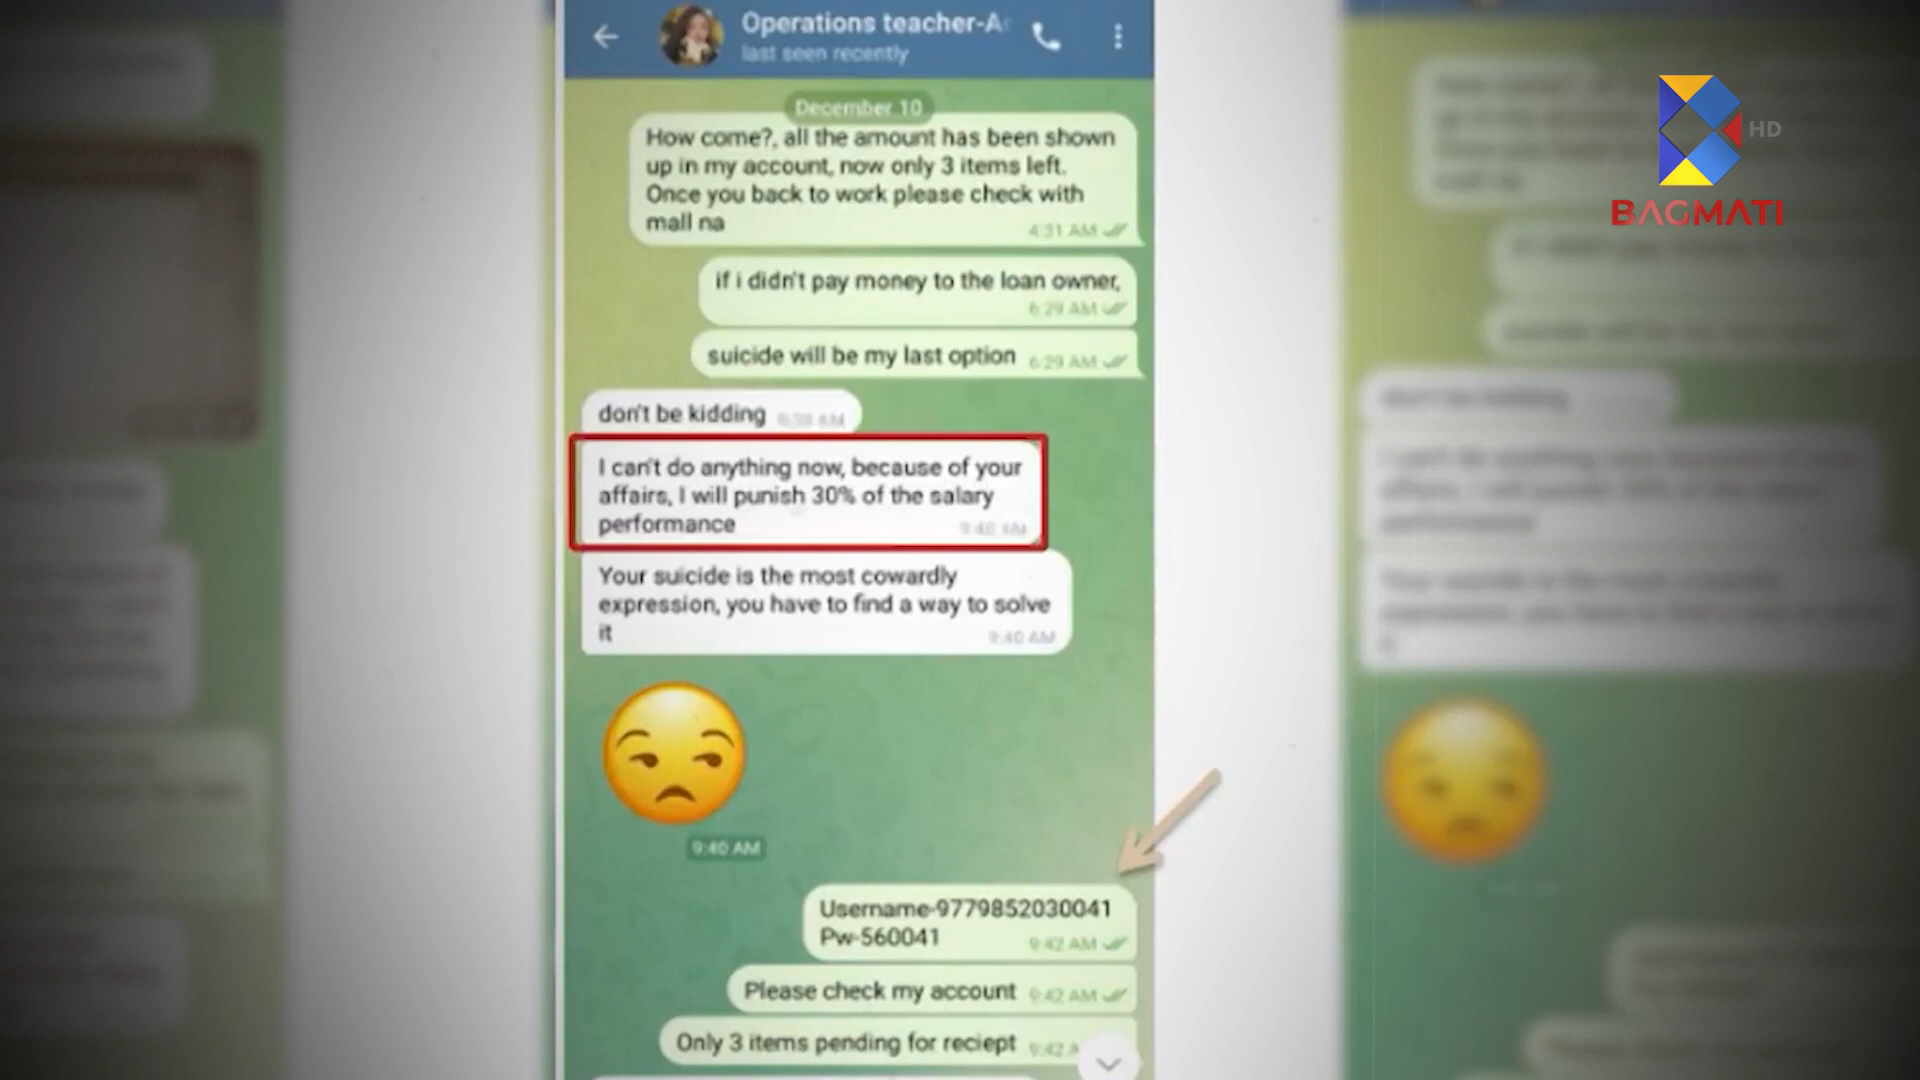 Operations teacher-A
last seen recently
HD
BAGMATI
December 10
How come?, all the amount has been shown
up in my account, now only 3 items left.
Once you back to work please check with
mall na
4:31 AM
if i didn't pay money to the loan owner,
6:29 AM
suicide will be my last option 6:29 AM
don't be kidding
I can't do anything now, because of your
affairs, I will punish 30% of the salary
performance
Your suicide is the most cowardly
expression, you have to find a way to solve
it
9:40 AM
9:40 AM
Username-9779852030041
Pw-560041
9:42 AM
Please check my account 9:42 AM
Only 3 items pending for reciept 9:42